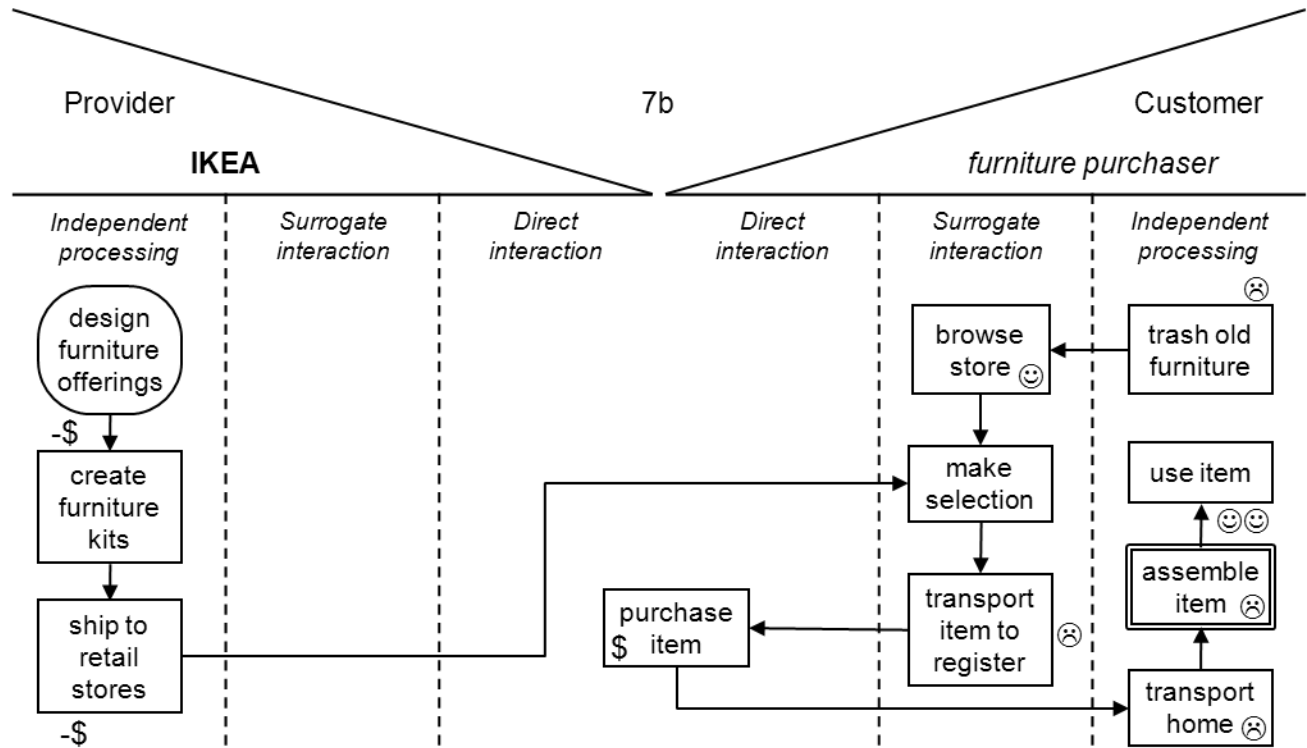 Provider
7b
Customer
IKEA
furniture purchaser
Independent
processing
Surrogate
interaction
Direct
interaction
Direct
interaction
Surrogate
interaction
Independent
processing
design
furniture
offerings
-$
create
furniture
kits
ship to
retail
stores
-$
purchase
item
$
browse
store
make
selection
transport
item to
register
trash old
furniture
use item
assemble
item
transport
home